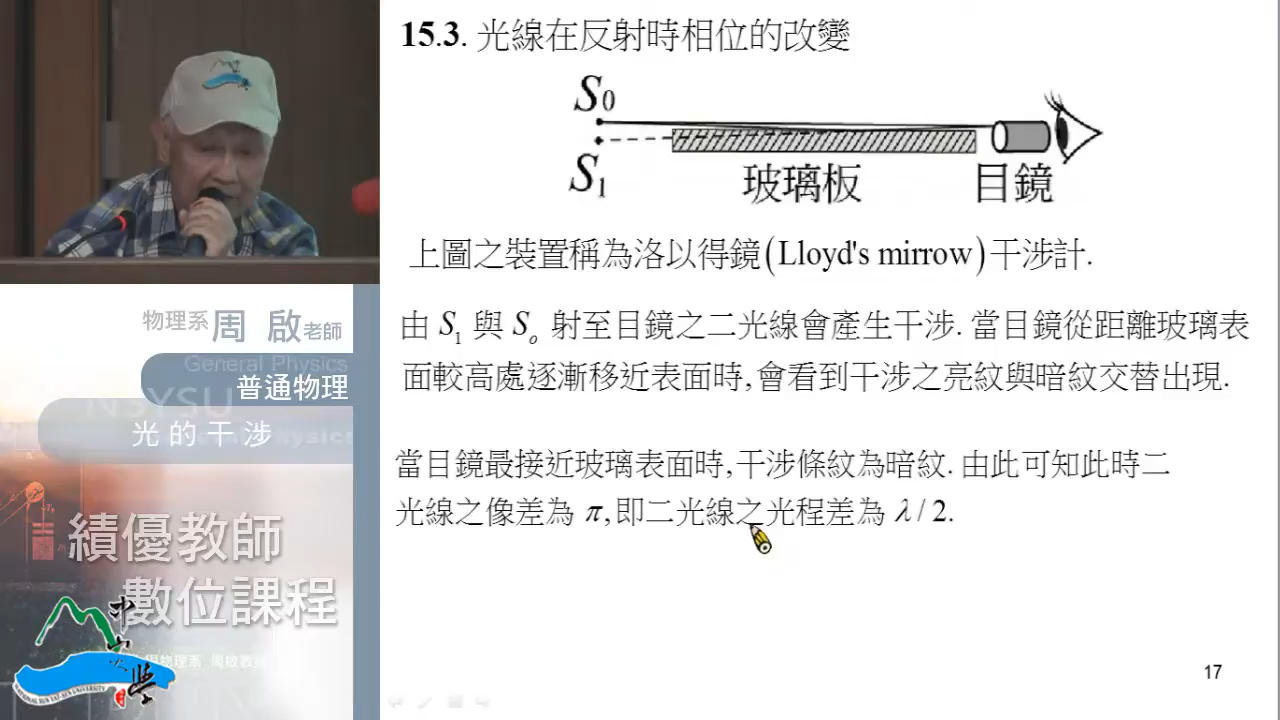 15.3. 光線在反射時相位的改變
S0
S1
玻璃板
目鏡
上圖之裝置稱為洛以得鏡(Lloyd's mirrow)干涉計.
由 S1 與 So 射至目鏡之二光線會產生干涉. 當目鏡從距離玻璃表
面較高處逐漸移近表面時,會看到干涉之亮紋與暗紋交替出現.
當目鏡最接近玻璃表面時,干涉條紋為暗紋. 由此可知此時二
光線之像差為 π,即二光線之光程差為 λ/2.
17
物理系 周 啟 老師
General Physics
普通物理
NSYSU
光的干涉
績優教師
數位課程